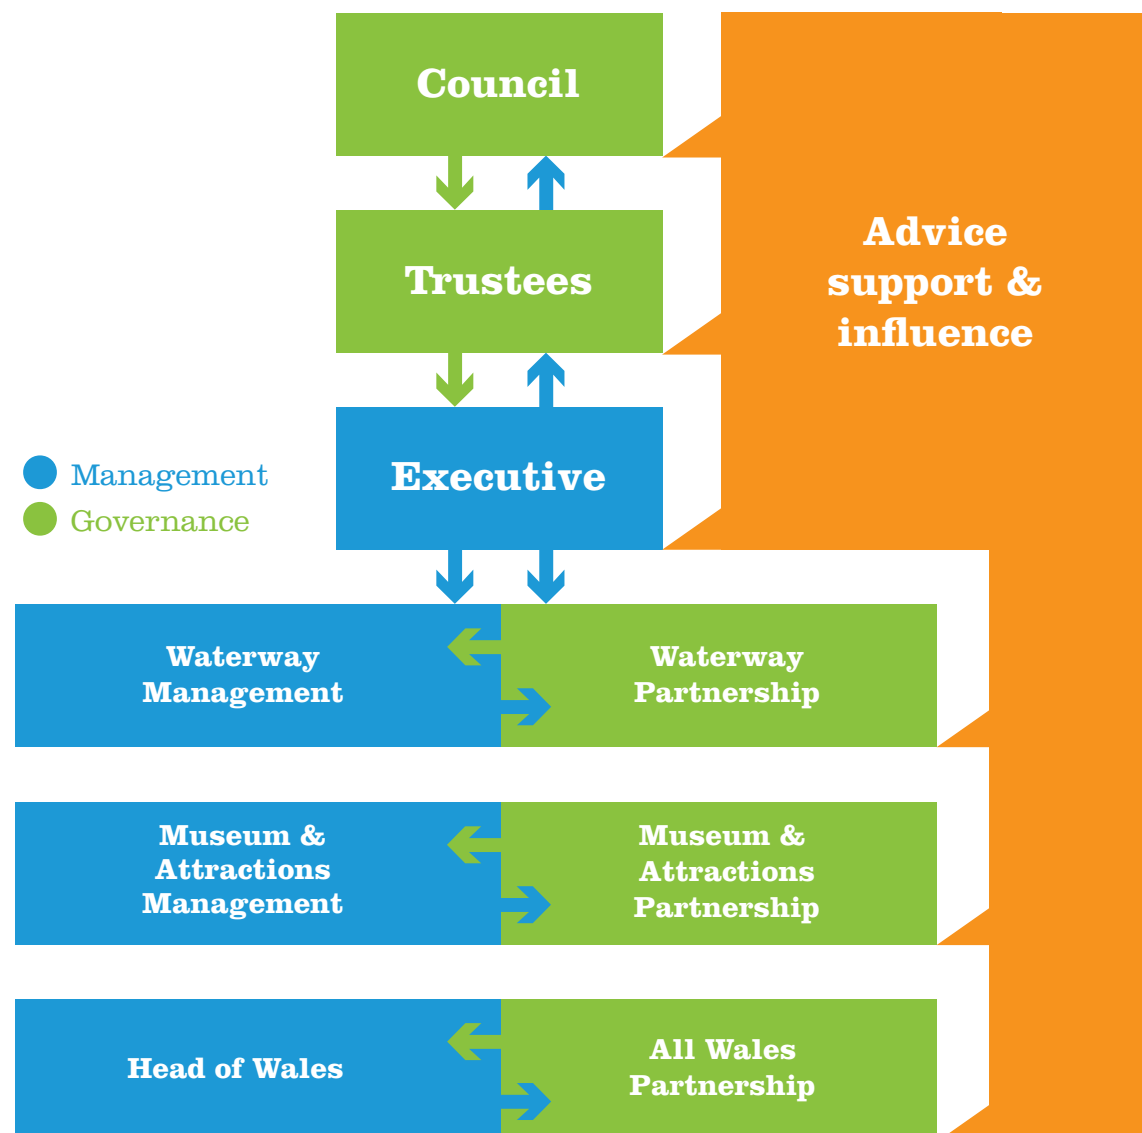 Council
Trustees
Advice
support &
influence
Executive
Management
Governance
Waterway
Management
Waterway
Partnership
Museum &
Attractions
Management
Museum &
Attractions
Partnership
Head of Wales
All Wales
Partnership